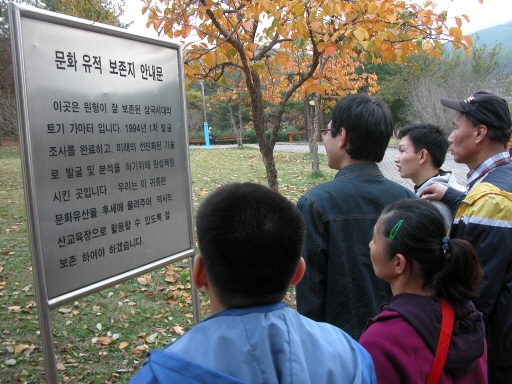 문화 유적 보존지 안내문
이곳은 원형이 잘 보존된 삼국시대의
토기 가마터 입니다. 1994년 1차 발굴
조사를 완료하고, 미래의 선진화된 기술
로 발굴 및 분석을 하기위해 원상복원
시킨 곳입니다. 우리는 이 귀중한
문화유산을 후세에 물려주어 역사의
산교육장으로 활용할 수 있도록 잘
보존 하여야 하겠습니다.